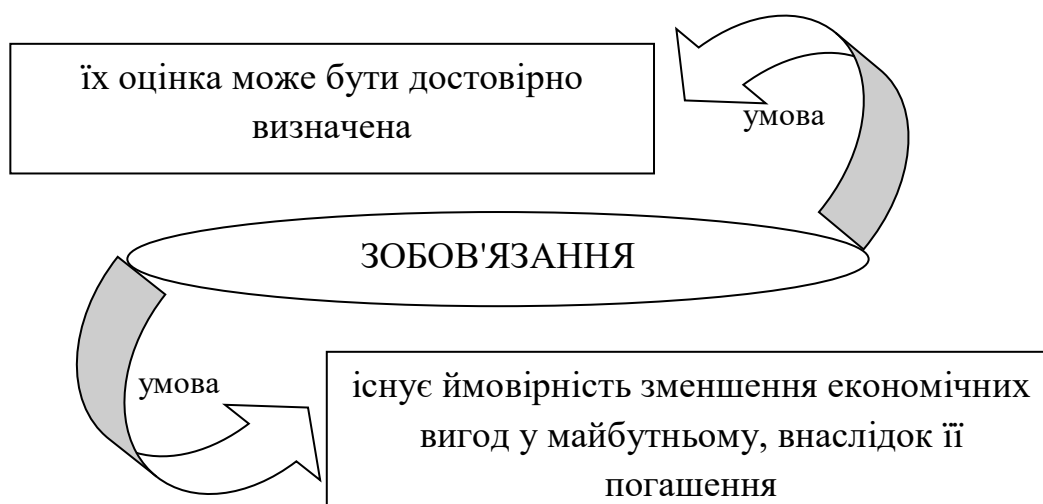 їх оцінка може бути достовірно
визначена
умова
ЗОБОВ'ЯЗАННЯ
умова
існує ймовірність зменшення економічних
вигод у майбутньому, внаслідок її
погашення